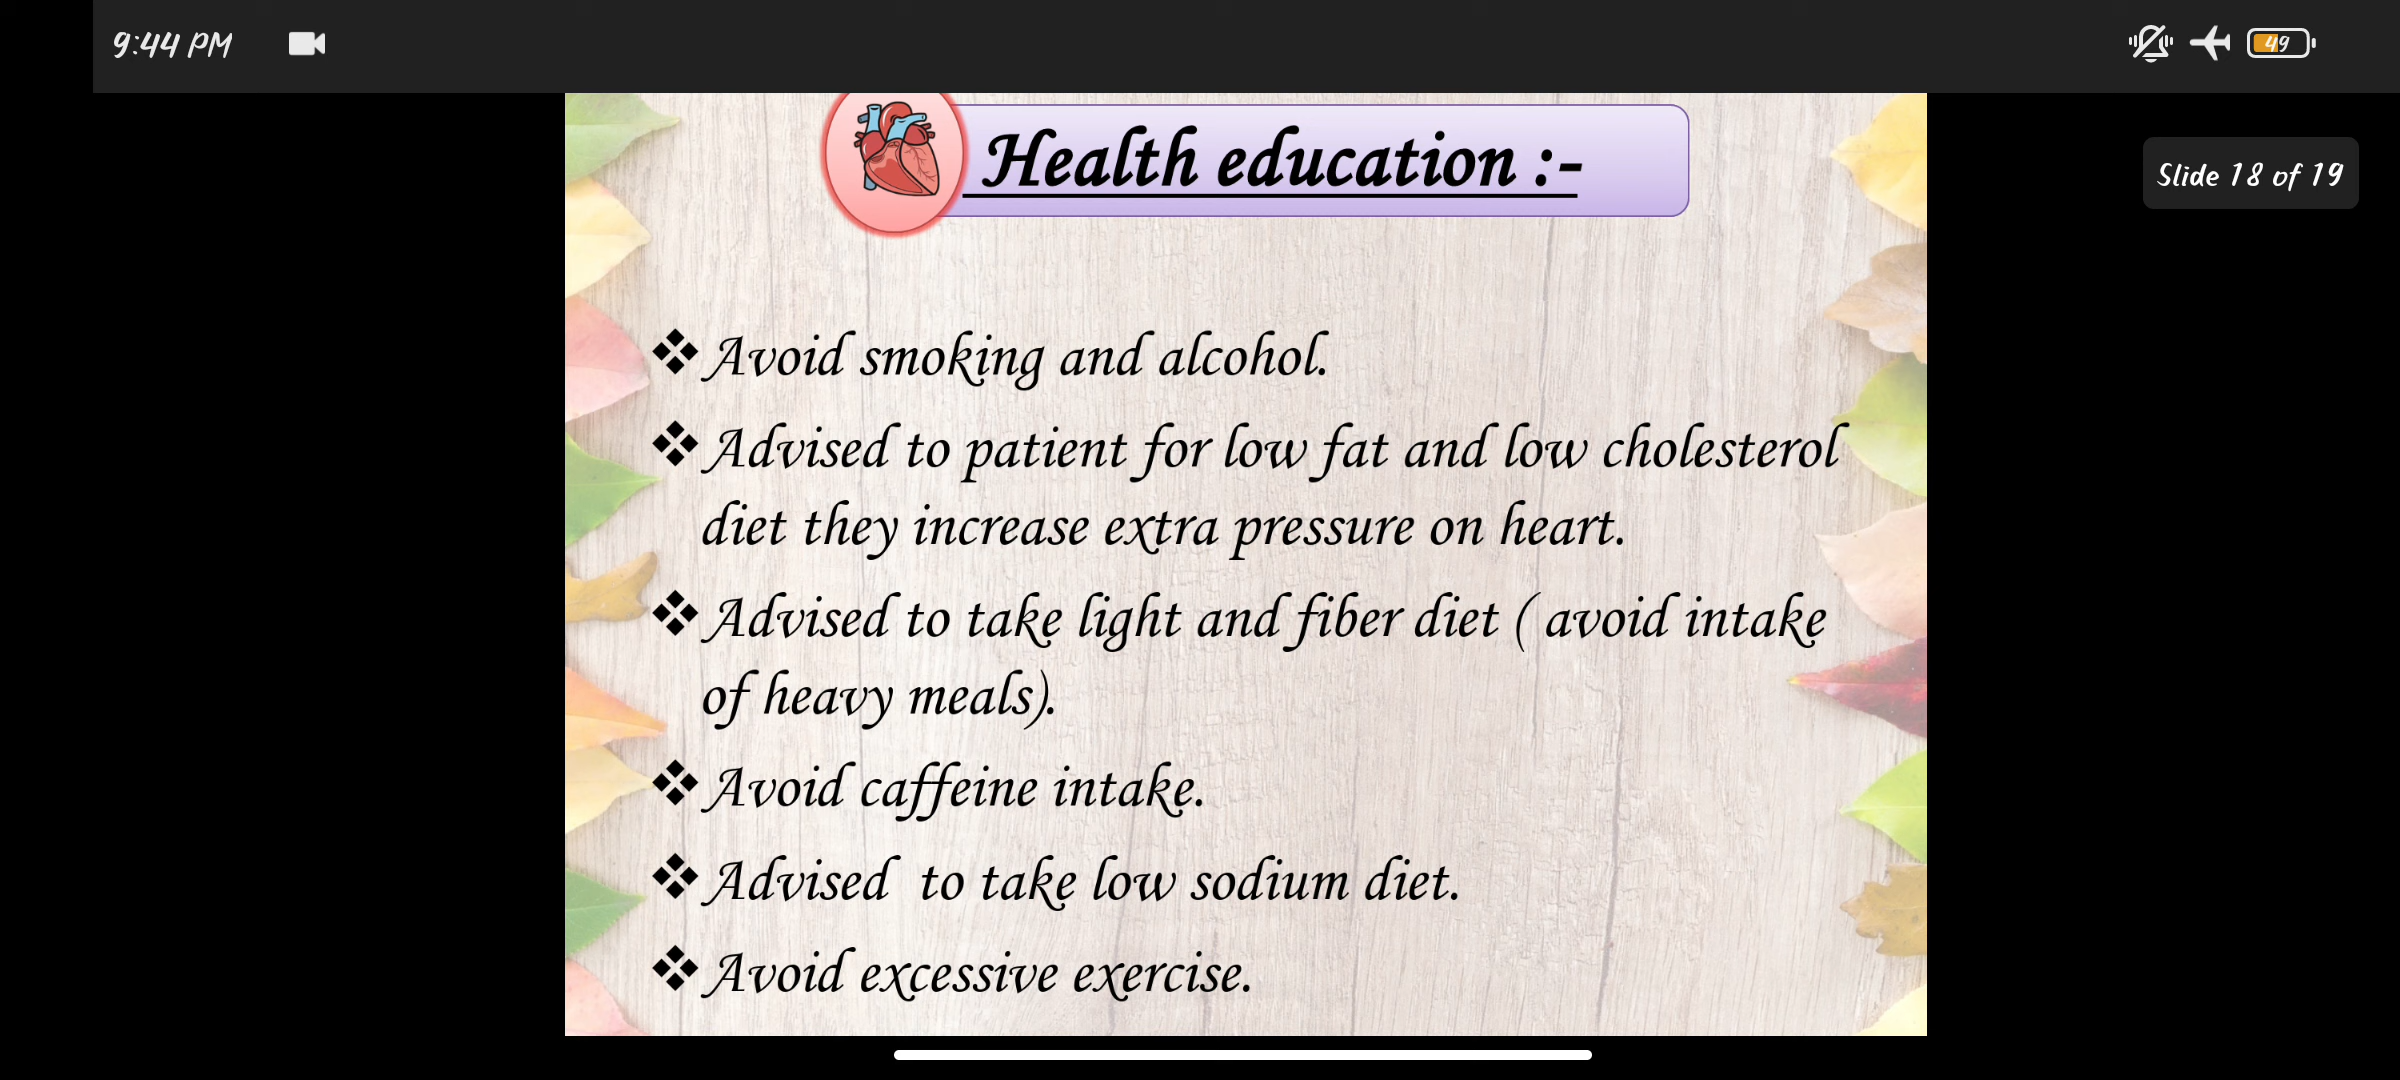 9:44 PM
49
Slide 18 of 19
Health education :-
❖Avoid smoking and alcohol.
❖Advised to patient for low fat and low cholesterol
diet they increase extra pressure on heart.
❖Advised to take light and fiber diet ( avoid intake
of heavy meals).
❖Avoid caffeine intake.
❖Advised  to take low sodium diet.
❖Avoid excessive exercise.